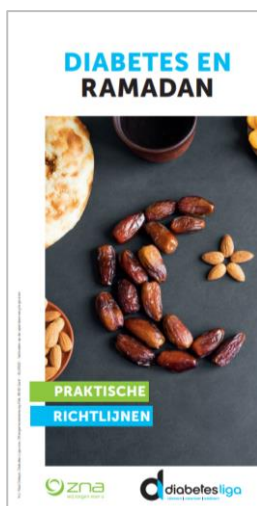 DIABETES EN
RAMADAN
PRAKTISCHE
RICHTLIJNEN
zna
diabetesliga